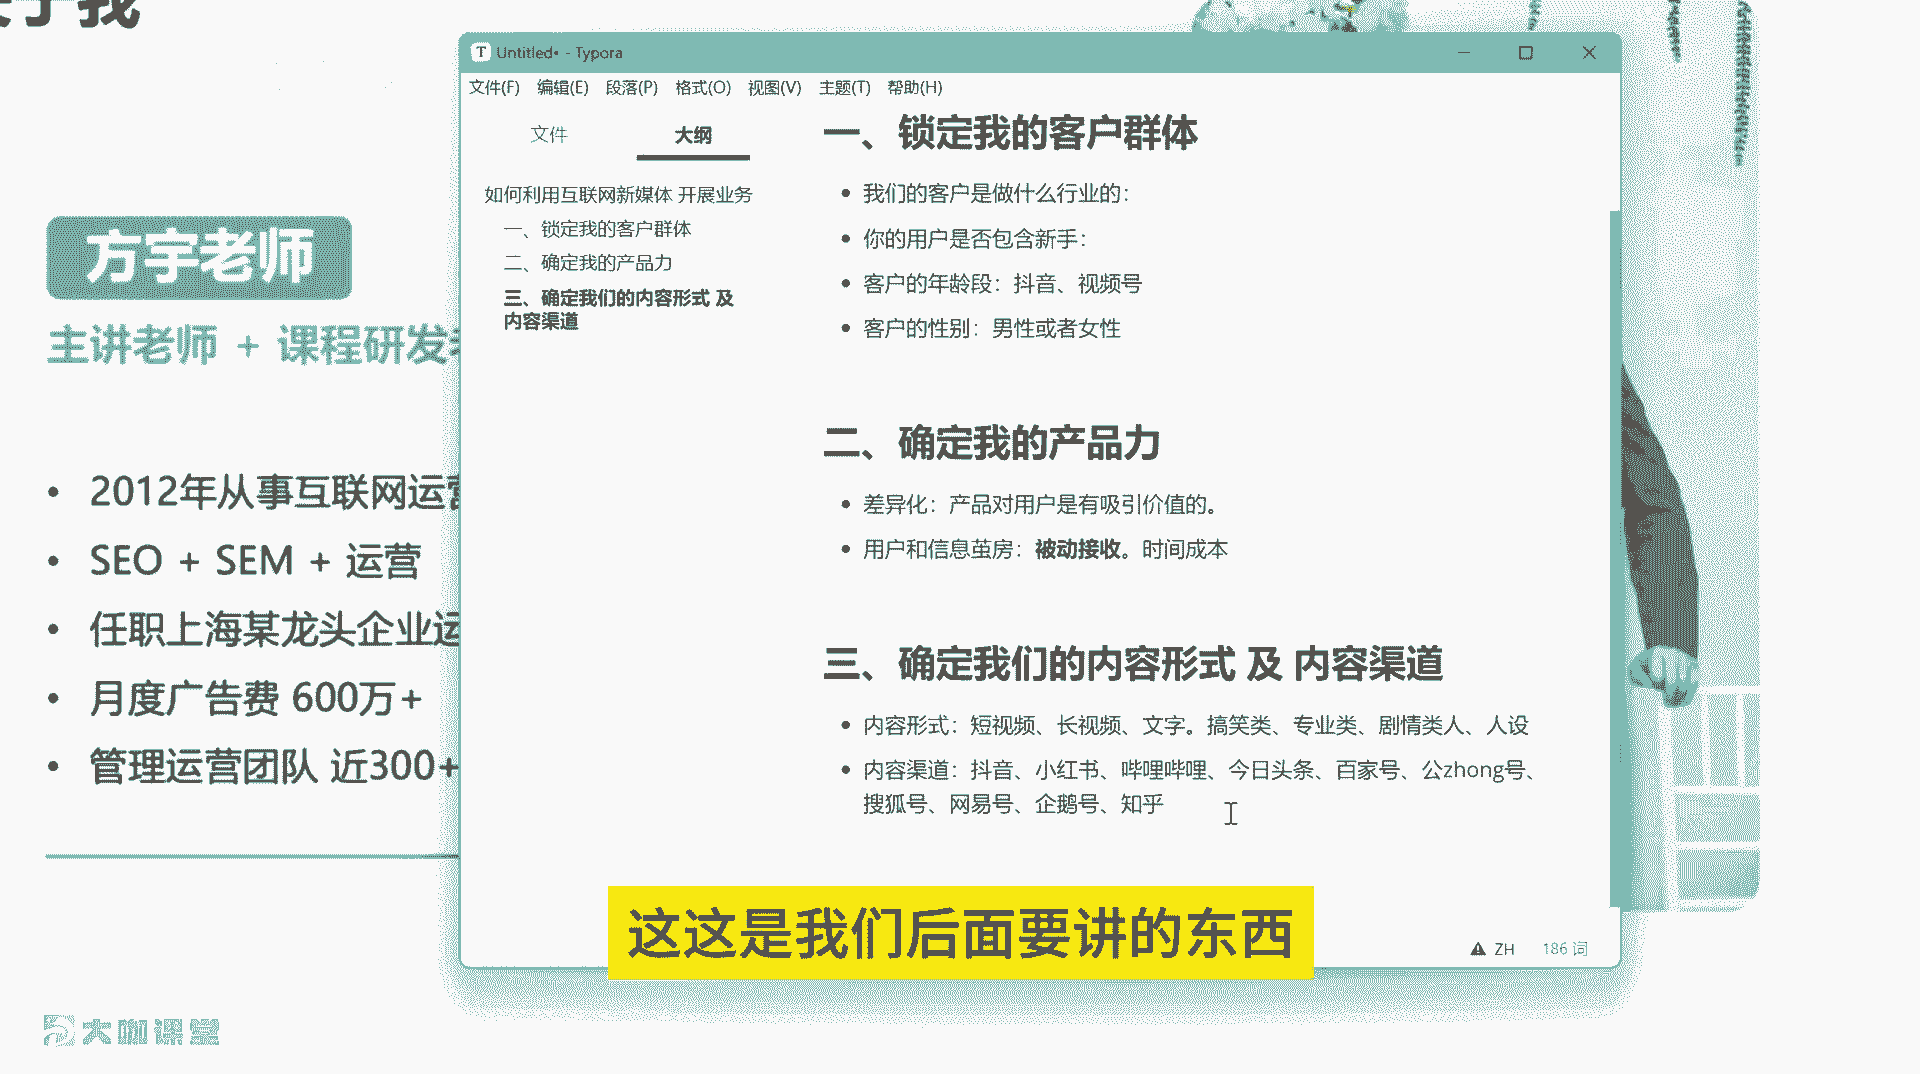 于我
方宇老师
主讲老师 + 课程研发
2012年从事互联网运营
SEO + SEM + 运营
任职上海某龙头企业运
月度广告费 600万+
管理运营团队 近300+
大咖课堂
Untitled• - Typora
文件(F) 编辑(E) 段落(P) 格式(O) 视图(V) 主题(T) 帮助(H)
文件 大纲
如何利用互联网新媒体 开展业务
一、锁定我的客户群体
二、确定我的产品力
三、确定我们的内容形式 及
内容渠道
一、锁定我的客户群体
我们的客户是做什么行业的：
你的用户是否包含新手：
客户的年龄段：抖音、视频号
客户的性别：男性或者女性
二、确定我的产品力
差异化：产品对用户是有吸引价值的。
用户和信息茧房：被动接收。时间成本
三、确定我们的内容形式 及 内容渠道
内容形式：短视频、长视频、文字。搞笑类、专业类、剧情类人、人设
内容渠道：抖音、小红书、哔哩哔哩、今日头条、百家号、公zhong号、
搜狐号、网易号、企鹅号、知乎
ZH 186 词
这这是我们后面要讲的东西